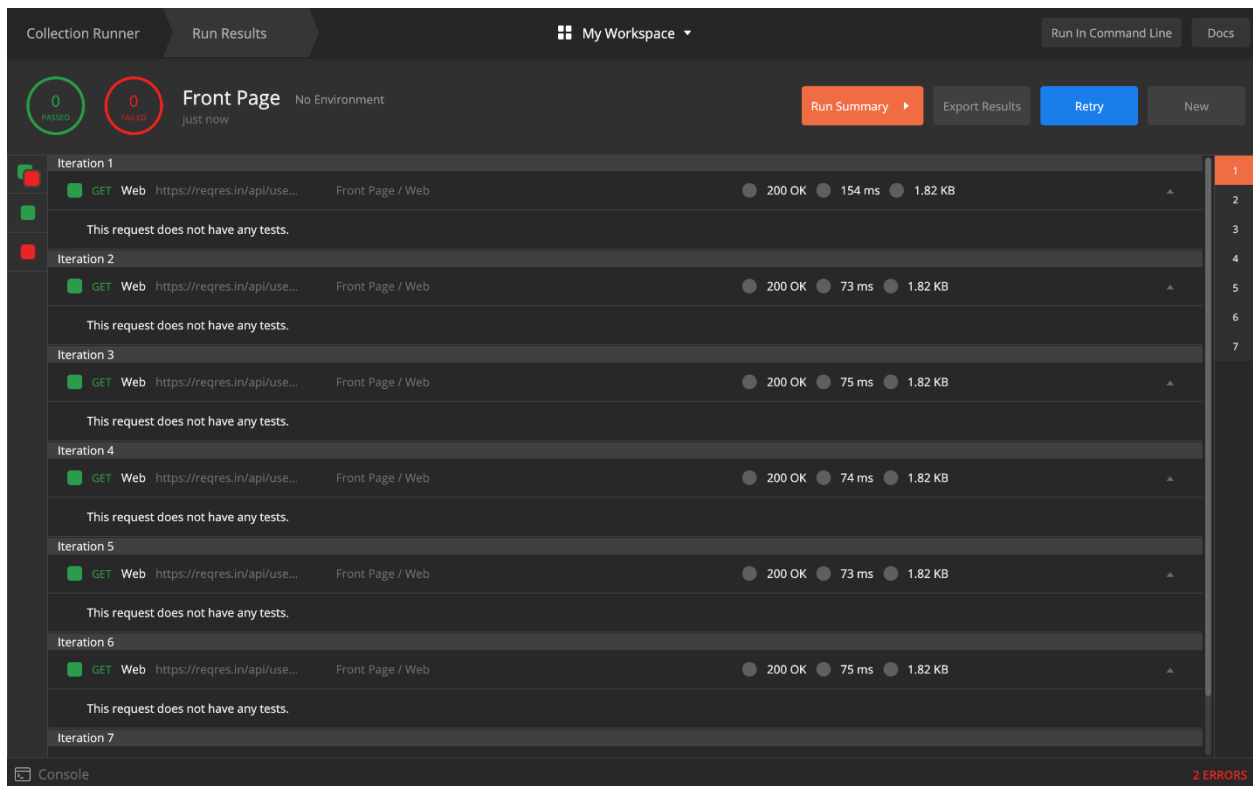 Collection Runner Run Results My Workspace Run In Command Line Docs
0 PASSED 0 FAILED Front Page No Environment Run Summary Export Results Retry New
just now
Iteration 1
GET Web https://reqres.in/api/use... Front Page / Web 200 OK 154 ms 1.82 KB
This request does not have any tests.
Iteration 2
GET Web https://reqres.in/api/use... Front Page / Web 200 OK 73 ms 1.82 KB
This request does not have any tests.
Iteration 3
GET Web https://reqres.in/api/use... Front Page / Web 200 OK 75 ms 1.82 KB
This request does not have any tests.
Iteration 4
GET Web https://reqres.in/api/use... Front Page / Web 200 OK 74 ms 1.82 KB
This request does not have any tests.
Iteration 5
GET Web https://reqres.in/api/use... Front Page / Web 200 OK 73 ms 1.82 KB
This request does not have any tests.
Iteration 6
GET Web https://reqres.in/api/use... Front Page / Web 200 OK 75 ms 1.82 KB
This request does not have any tests.
Iteration 7
1
2
3
4
5
6
7
Console 2 ERRORS